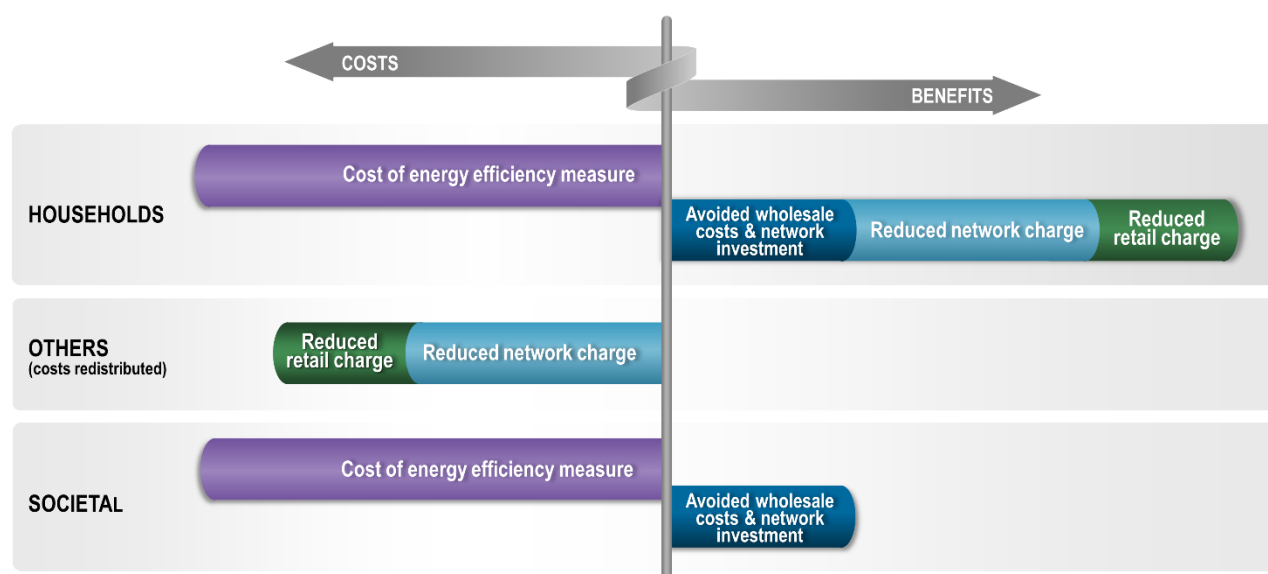 COSTS
BENEFITS
HOUSEHOLDS
Cost of energy efficiency measure
Avoided wholesale
costs & network
investment
Reduced network charge
Reduced
retail charge
OTHERS
(costs redistributed)
Reduced
retail charge
Reduced network charge
SOCIETAL
Cost of energy efficiency measure
Avoided wholesale
costs & network
investment